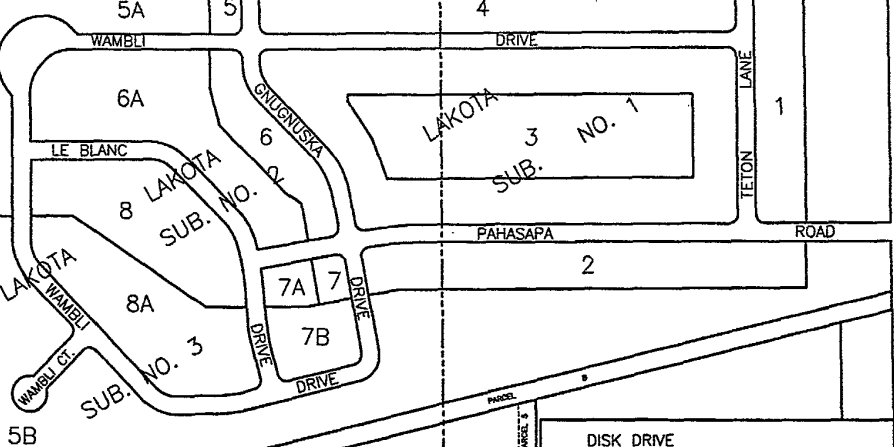 5A
5
4
WAMBLI
DRIVE
LANE
6A
GNUGNUSKA
LAKOTA
1
1
6
3
NO.
LE BLANC
LAKOTA
SUB.
TETON
2
NO.
8
SUB.
PAHASAPA
ROAD
LAKOTA
2
7A
7
DRIVE
8A
WAMBLI
DRIVE
7B
3
NO.
SUB.
WAMBLI CT.
DRIVE
PARCEL
B
5B
DISK DRIVE